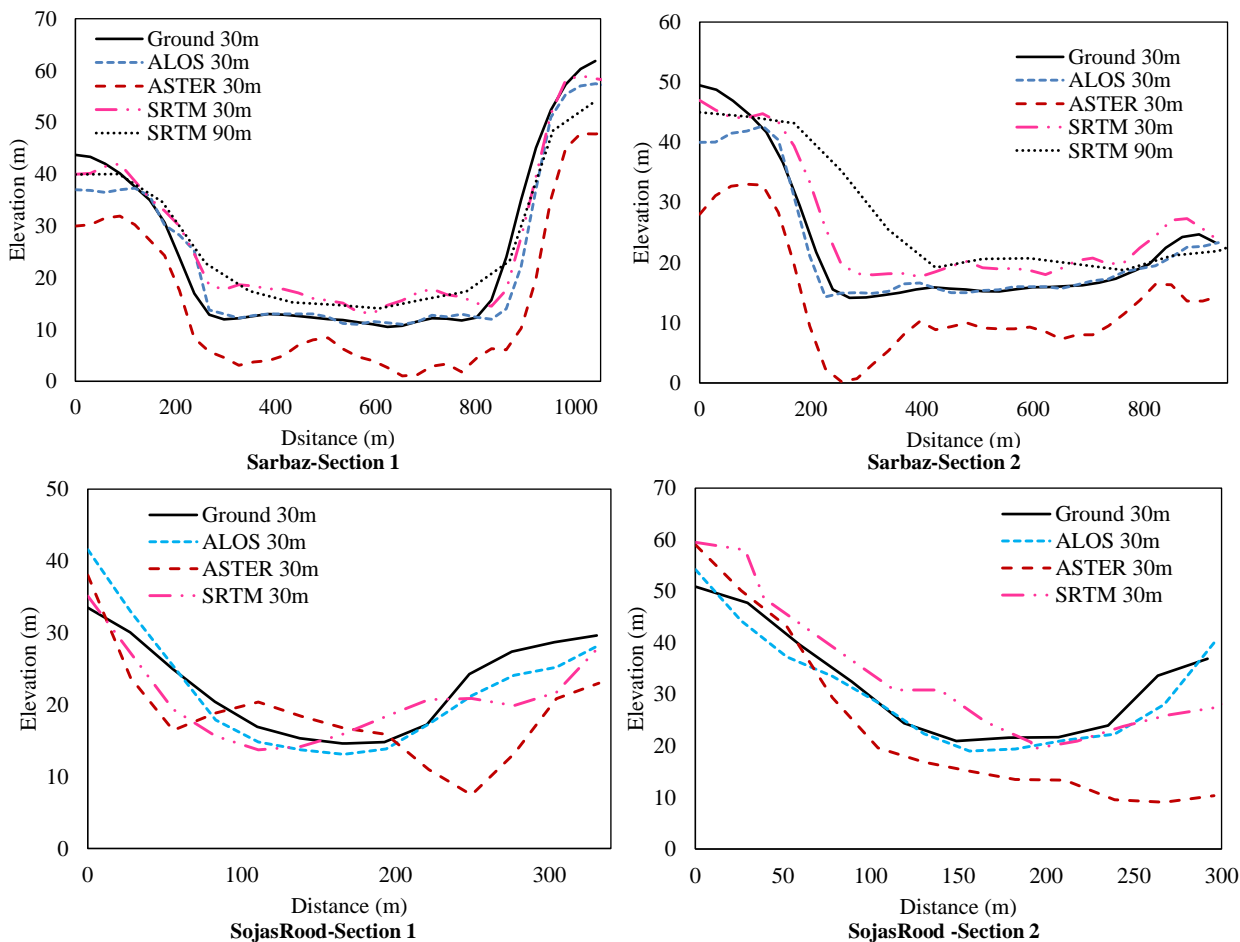 70
60
50
40
30
20
10
0
Elevation (m)
Ground 30m
ALOS 30m
ASTER 30m
SRTM 30m
SRTM 90m
0 200 400 600 800 1000
Dsitance (m)
Sarbaz-Section 1
60
50
40
30
20
10
0
Elevation (m)
Ground 30m
ALOS 30m
ASTER 30m
SRTM 30m
SRTM 90m
0 200 400 600 800
Dsitance (m)
Sarbaz-Section 2
50
40
30
20
10
0
Elevation (m)
Ground 30m
ALOS 30m
ASTER 30m
SRTM 30m
0 100 200 300
Distance (m)
SojasRood-Section 1
70
60
50
40
30
20
10
0
Elevation (m)
Ground 30m
ALOS 30m
ASTER 30m
SRTM 30m
0 50 100 150 200 250 300
Distance (m)
SojasRood -Section 2